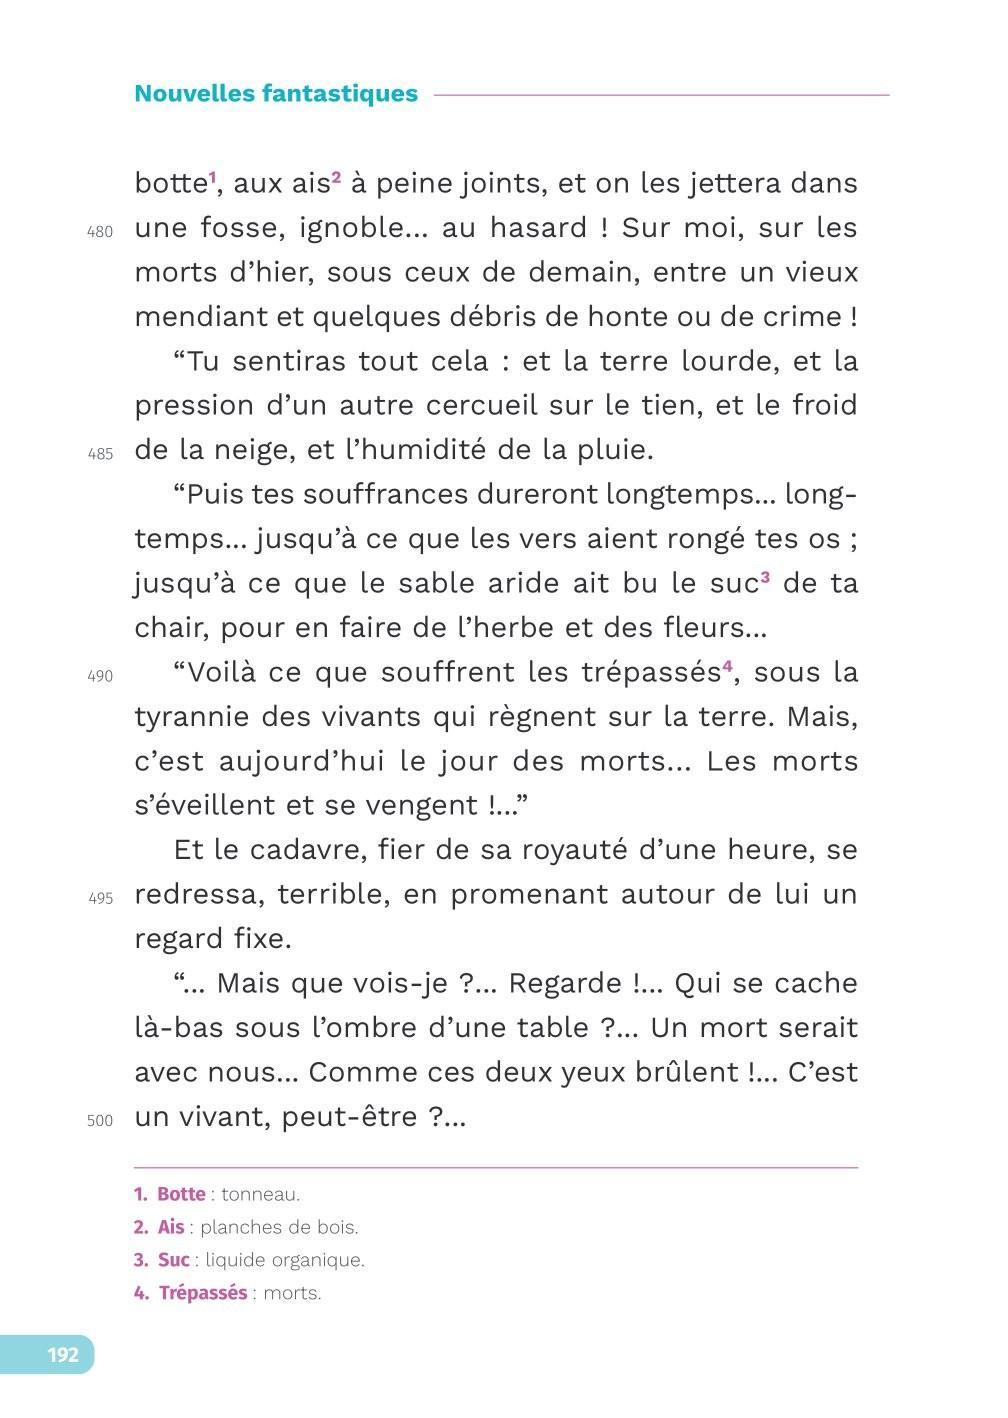 Nouvelles fantastiques
botte¹, aux ais² à peine joints, et on les jettera dans
480 une fosse, ignoble... au hasard ! Sur moi, sur les
morts d’hier, sous ceux de demain, entre un vieux
mendiant et quelques débris de honte ou de crime !
“Tu sentiras tout cela : et la terre lourde, et la
pression d’un autre cercueil sur le tien, et le froid
485 de la neige, et l’humidité de la pluie.
“Puis tes souffrances dureront longtemps... long-
temps... jusqu’à ce que les vers aient rongé tes os ;
jusqu’à ce que le sable aride ait bu le suc³ de ta
chair, pour en faire de l’herbe et des fleurs...
490 “Voilà ce que souffrent les trépassés⁴, sous la
tyrannie des vivants qui règnent sur la terre. Mais,
c’est aujourd’hui le jour des morts... Les morts
s’éveillent et se vengent !...”
Et le cadavre, fier de sa royauté d’une heure, se
495 redressa, terrible, en promenant autour de lui un
regard fixe.
“... Mais que vois-je ?... Regarde !... Qui se cache
là-bas sous l’ombre d’une table ?... Un mort serait
avec nous... Comme ces deux yeux brûlent !... C’est
500 un vivant, peut-être ?...
1. Botte : tonneau.
2. Ais : planches de bois.
3. Suc : liquide organique.
4. Trépassés : morts.
192